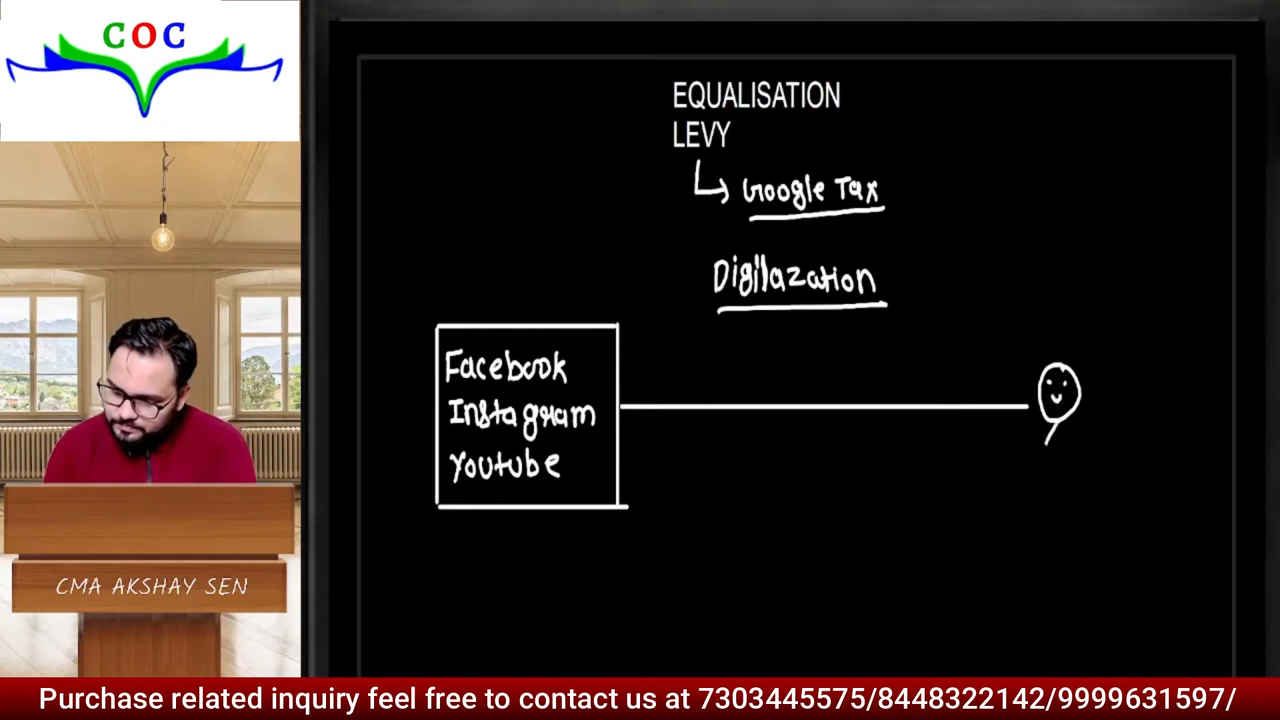 COC
EQUALISATION
LEVY
Google Tax
Digilazation
Facebook
Instagram
Youtube
CMA AKSHAY SEN
Purchase related inquiry feel free to contact us at 7303445575/8448322142/9999631597/